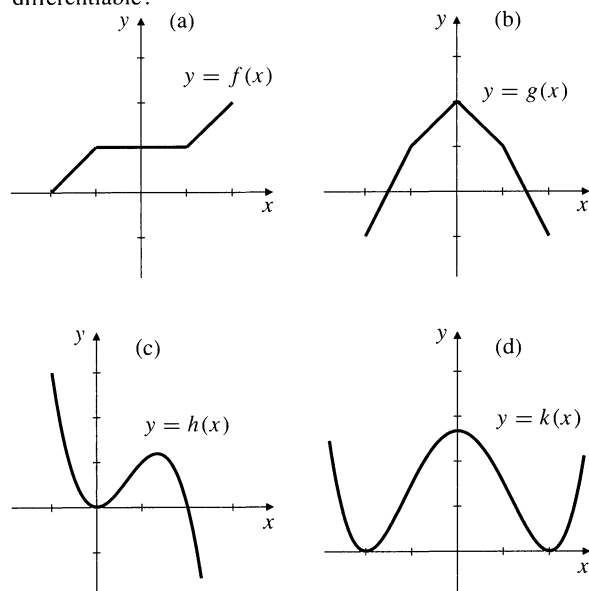 differentiable?
y (a)
y = f(x)
x
y (b)
y = g(x)
x
y (c)
y = h(x)
x
y (d)
y = k(x)
x